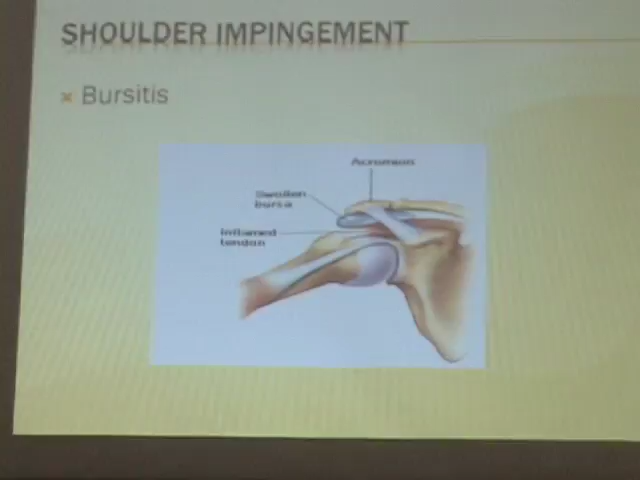 SHOULDER IMPINGEMENT
Bursitis
Acromion
Swollen
bursa
Inflamed
tendon